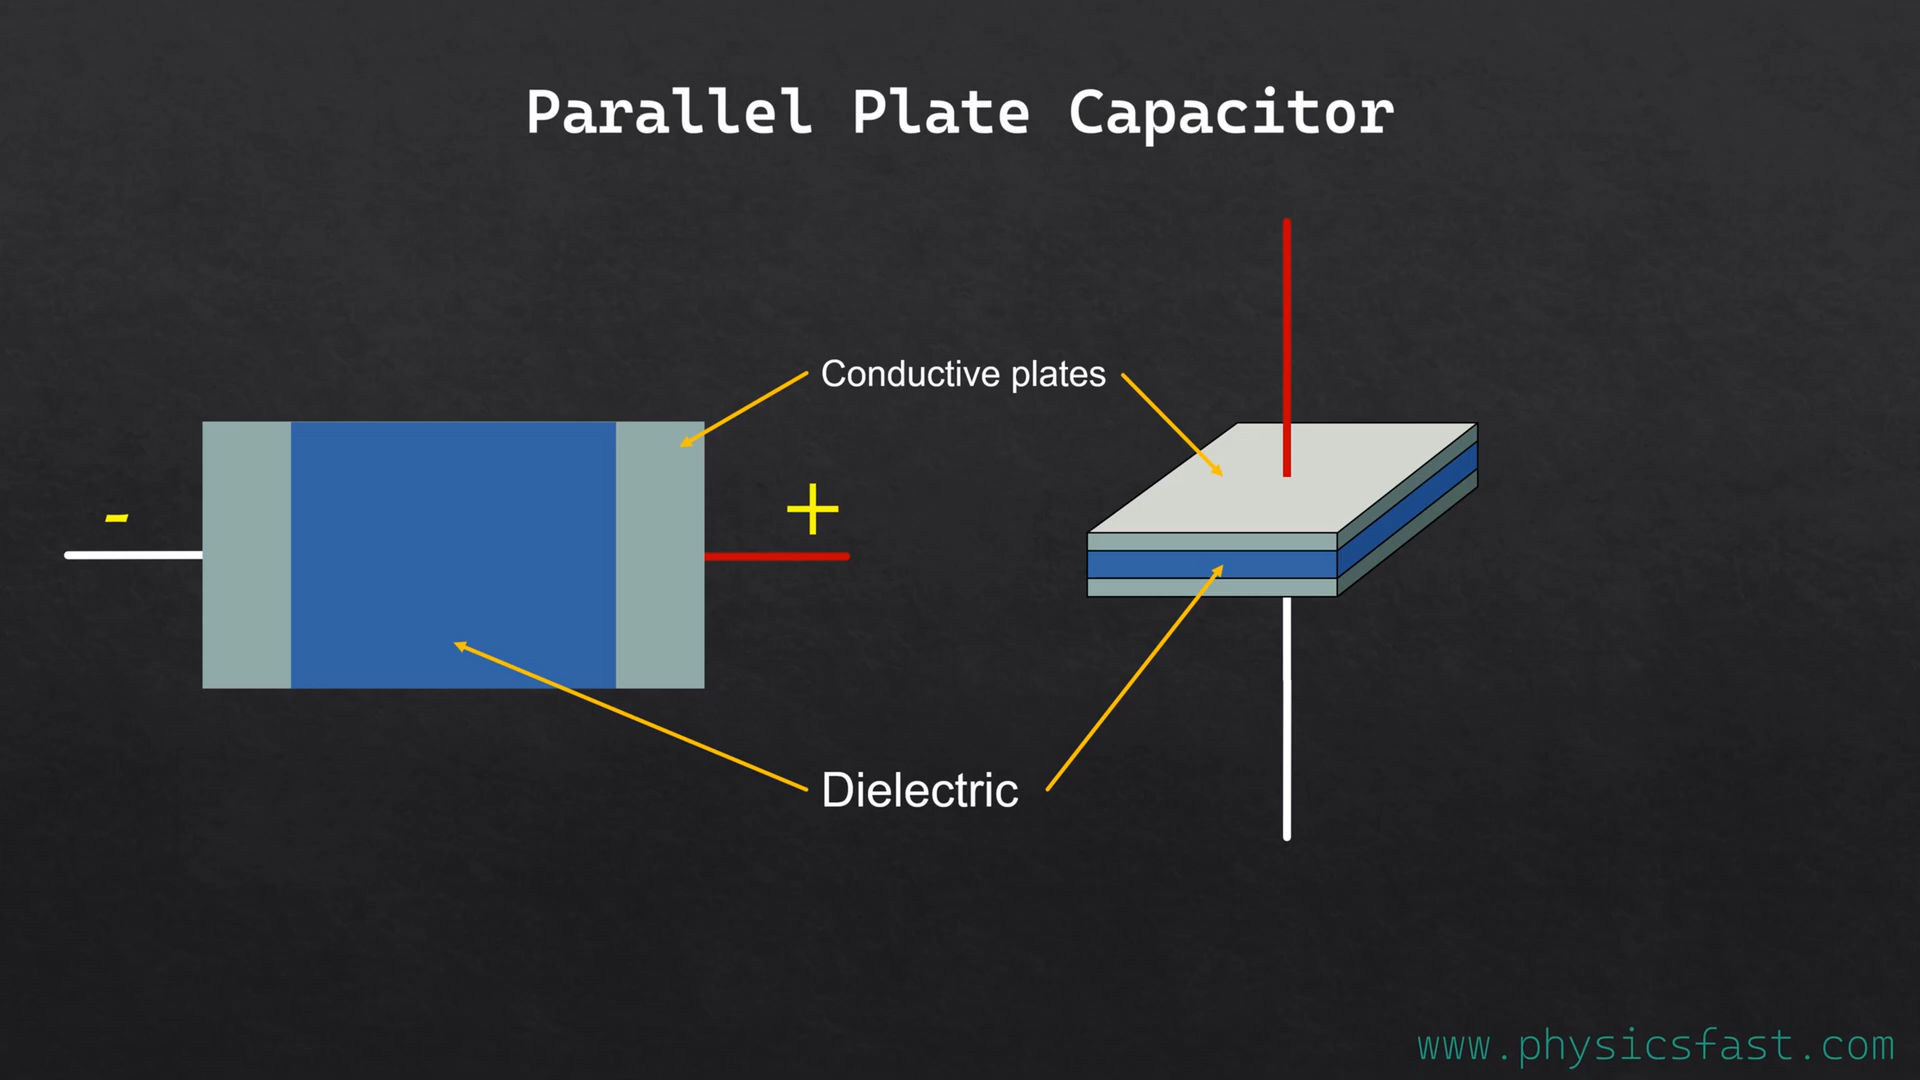 Parallel Plate Capacitor
Conductive plates
-
+
Dielectric
www.physicsfast.com